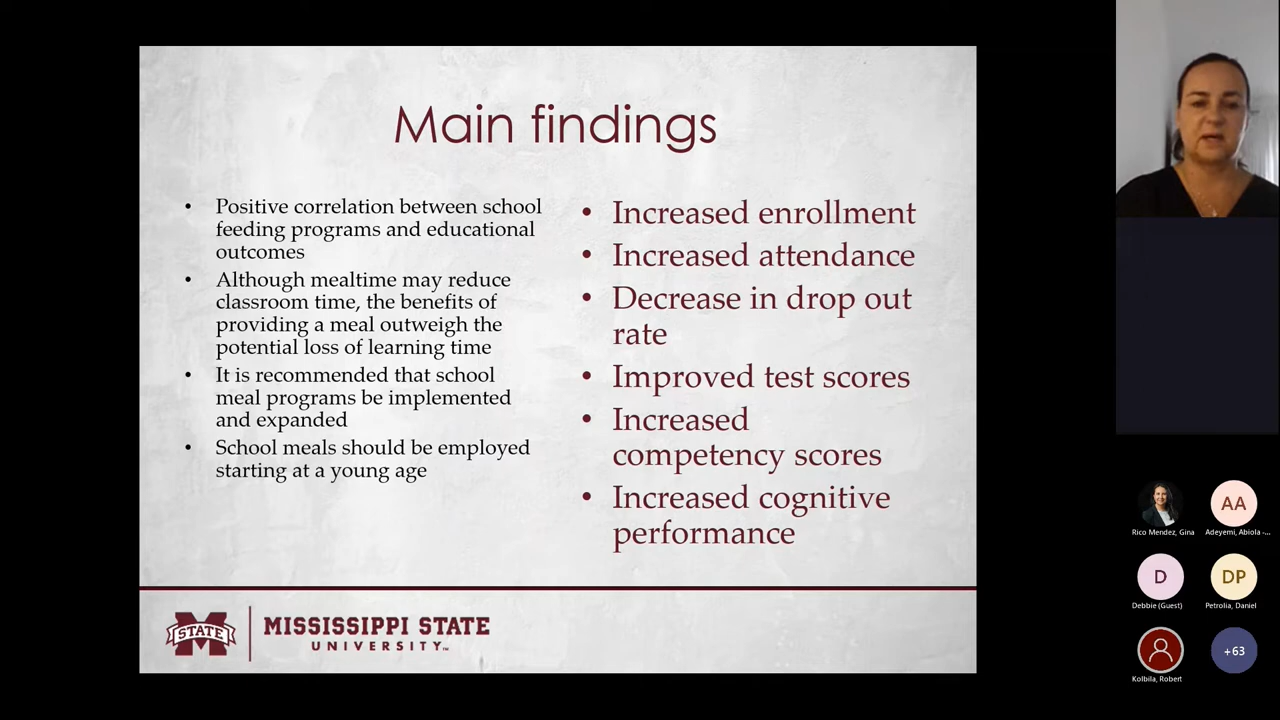 Main findings
• Positive correlation between school
feeding programs and educational
outcomes
• Although mealtime may reduce
classroom time, the benefits of
providing a meal outweigh the
potential loss of learning time
• It is recommended that school
meal programs be implemented
and expanded
• School meals should be employed
starting at a young age
• Increased enrollment
• Increased attendance
• Decrease in drop out
rate
• Improved test scores
• Increased
competency scores
• Increased cognitive
performance
STATE
MISSISSIPPI STATE
UNIVERSITY™
AA
Rico Mendez, Gina
Adeyemi, Abiola -...
D
DP
Debbie (Guest)
Petrolia, Daniel
+63
Kolbila, Robert